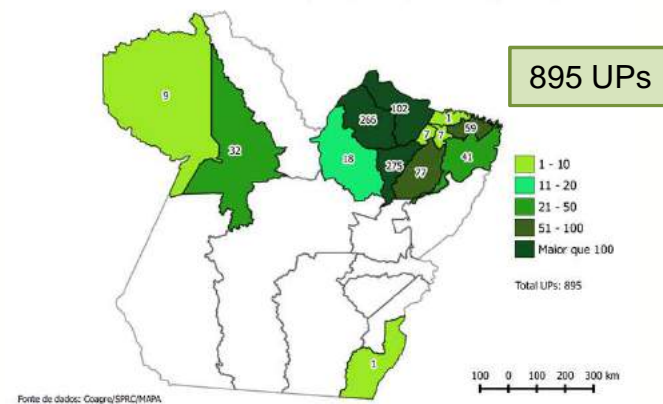 895 UPs
9
32
18
266
102
275
77
7
7
1
59
41
1
1 - 10
11 - 20
21 - 50
51 - 100
Maior que 100
Total UPs: 895
100 0 100 200 300 km
Fonte de dados: Coagre/SPRC/MAPA